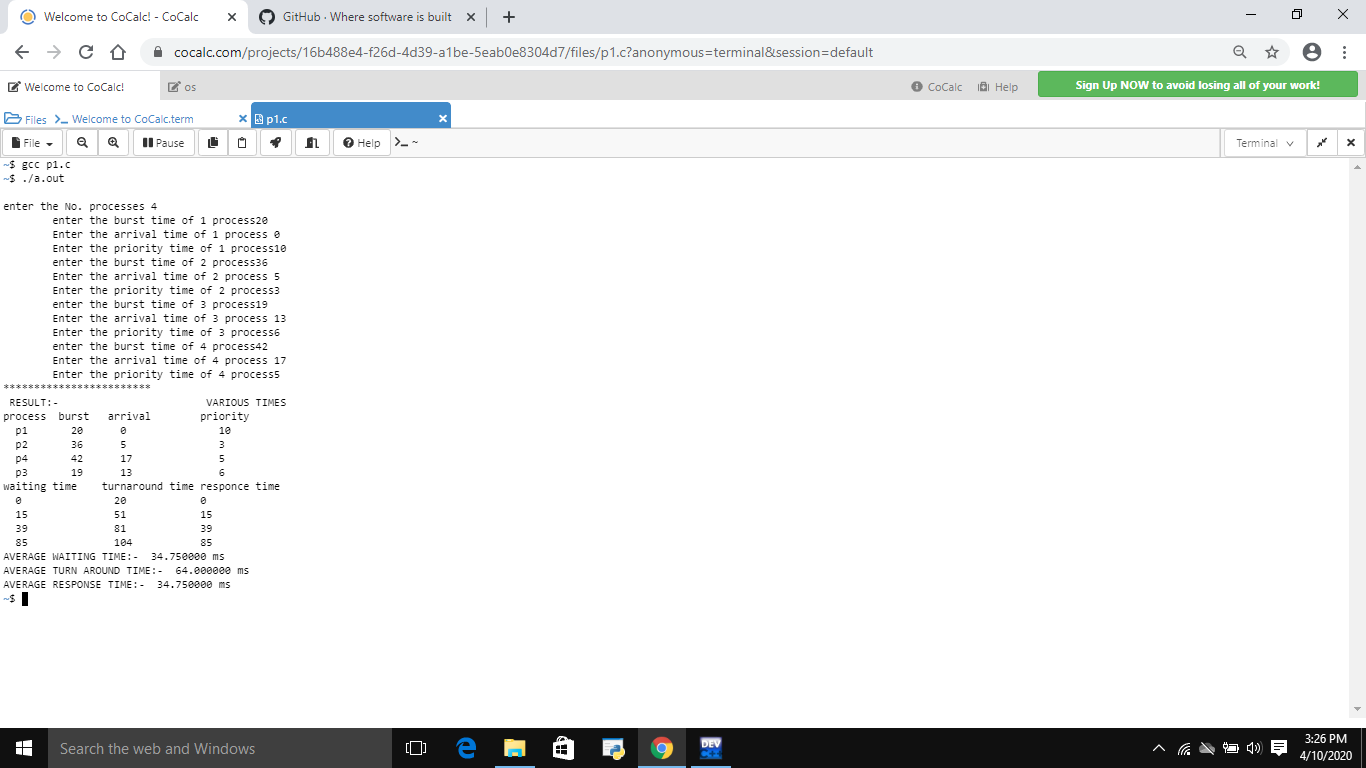 Welcome to CoCalc! - CoCalc
GitHub · Where software is built
cocalc.com/projects/16b488e4-f26d-4d39-a1be-5eab0e8304d7/files/p1.c?anonymous=terminal&session=default
Welcome to CoCalc!
os
CoCalc
Help
Sign Up NOW to avoid losing all of your work!
Files
Welcome to CoCalc.term
p1.c
File
Pause
Help
~
Terminal
~$ gcc p1.c
~$ ./a.out
enter the No. processes 4
enter the burst time of 1 process20
Enter the arrival time of 1 process 0
Enter the priority time of 1 process10
enter the burst time of 2 process36
Enter the arrival time of 2 process 5
Enter the priority time of 2 process3
enter the burst time of 3 process19
Enter the arrival time of 3 process 13
Enter the priority time of 3 process6
enter the burst time of 4 process42
Enter the arrival time of 4 process 17
Enter the priority time of 4 process5
************************
RESULT:- VARIOUS TIMES
process burst arrival priority
p1 20 0 10
p2 36 5 3
p4 42 17 5
p3 19 13 6
waiting time turnaround time responce time
0 20 0
15 51 15
39 81 39
85 104 85
AVERAGE WAITING TIME:- 34.750000 ms
AVERAGE TURN AROUND TIME:- 64.000000 ms
AVERAGE RESPONSE TIME:- 34.750000 ms
~$
Search the web and Windows
DEV
C++
3:26 PM
4/10/2020